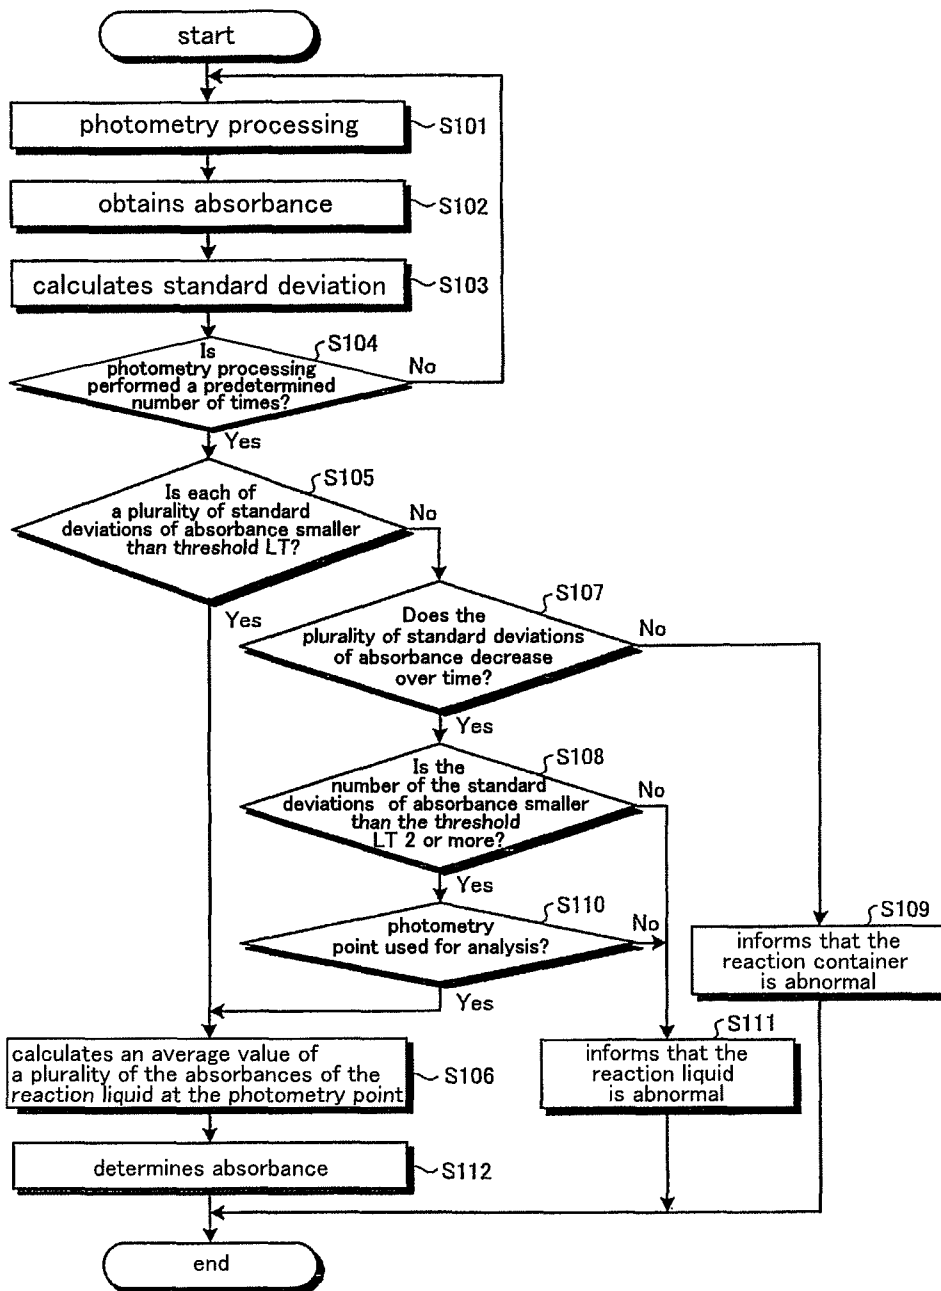 start
photometry processing
S101
obtains absorbance
S102
calculates standard deviation
S103
S104
Is
photometry processing
performed a predetermined
number of times?
No
Yes
S105
Is each of
a plurality of standard
deviations of absorbance smaller
than threshold LT?
No
Yes
S107
Does the
plurality of standard deviations
of absorbance decrease
over time?
No
Yes
S108
Is the
number of the standard
deviations of absorbance smaller
than the threshold
LT 2 or more?
No
Yes
S110
photometry
point used for analysis?
No
Yes
S109
informs that the
reaction container
is abnormal
S111
informs that the
reaction liquid
is abnormal
calculates an average value of
a plurality of the absorbances of the
reaction liquid at the photometry point
S106
determines absorbance
S112
end